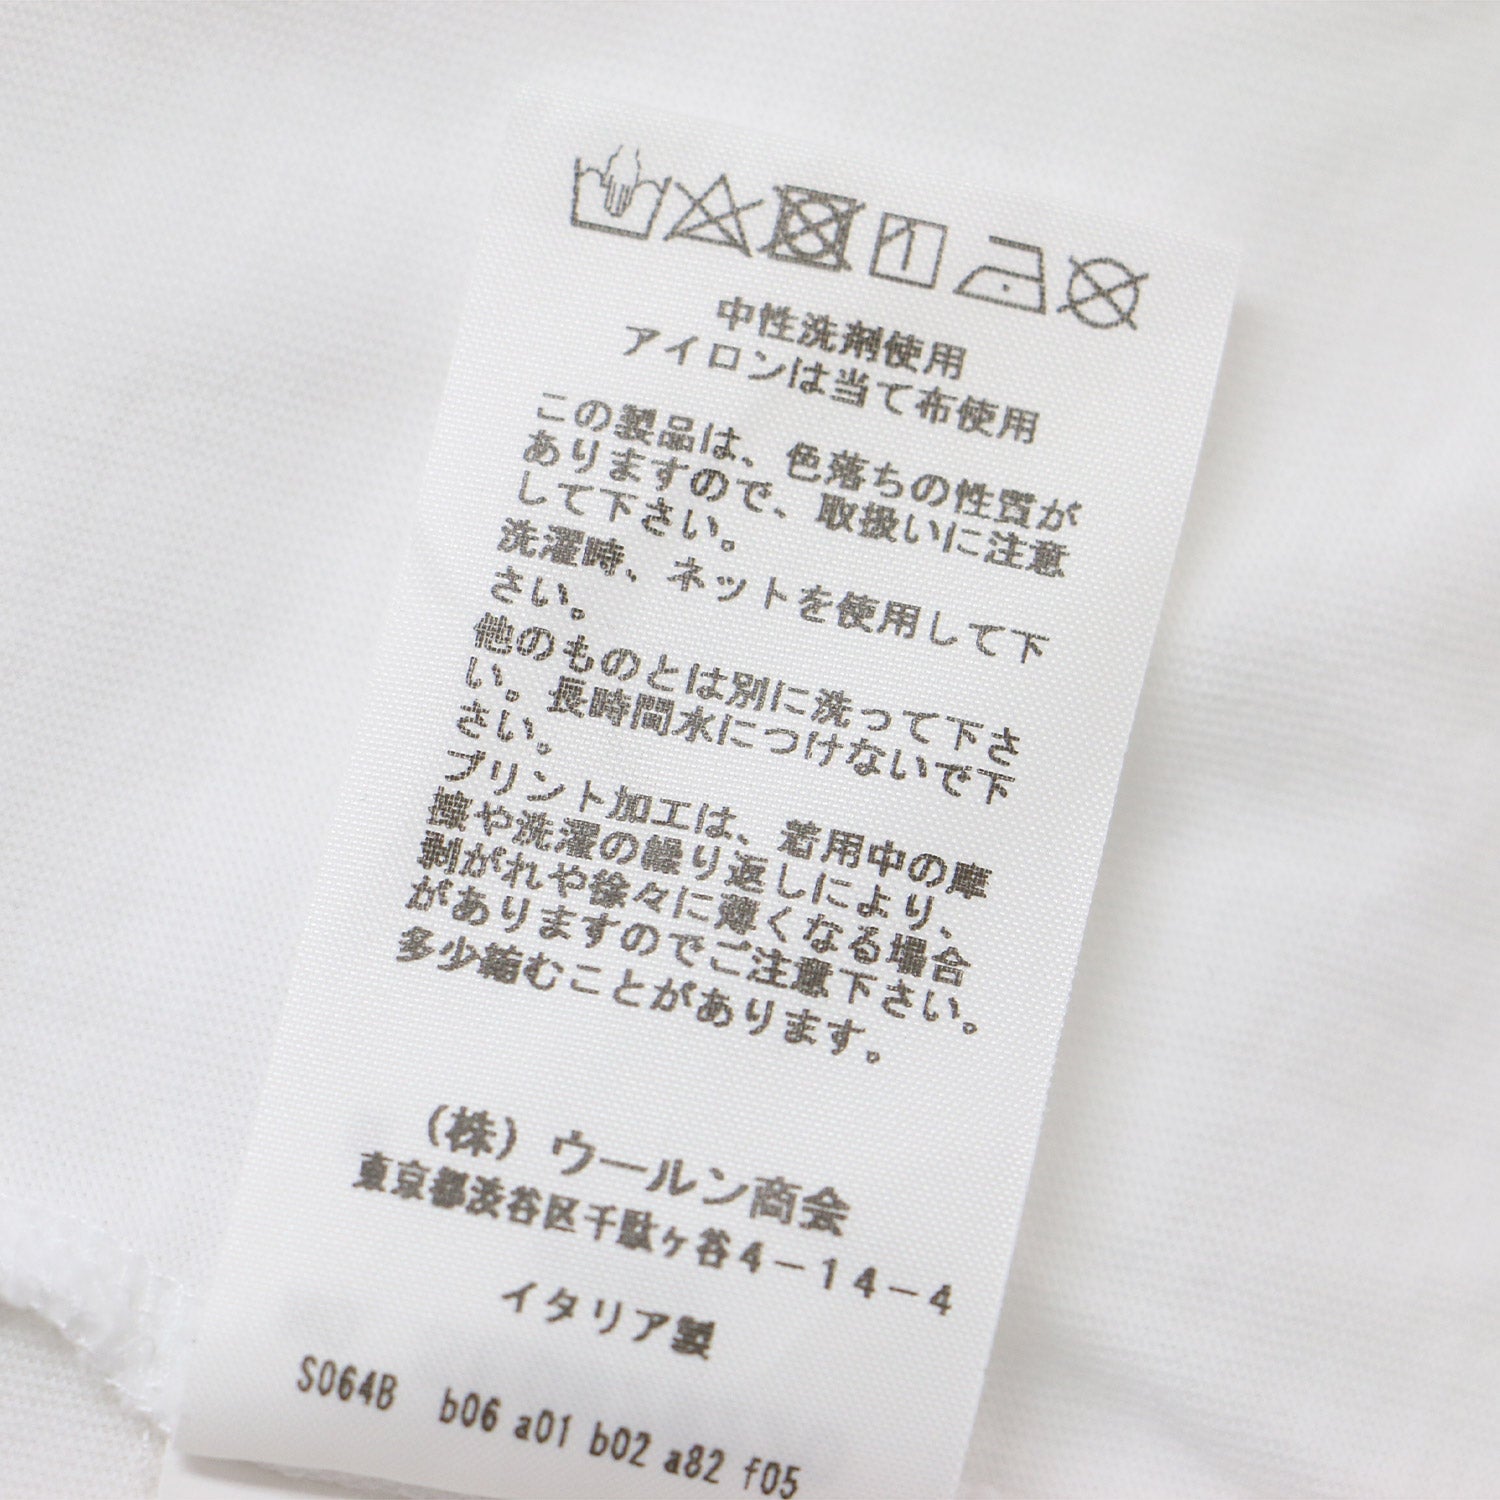 中性洗剤使用
アイロンは当て布使用
この製品は、色落ちの性質が
ありますので、取扱いに注意
して下さい。
洗濯時、ネットを使用して下
さい。
他のものとは別に洗って下さ
い。長時間水につけないで下
さい。
プリント加工は、着用中の摩
擦や洗濯の繰り返しにより、
剥がれや徐々に薄くなる場合
がありますのでご注意下さい。
多少縮むことがあります。
(株) ウールン商会
東京都渋谷区千駄ヶ谷4-14-4
イタリア製
S064B b06 a01 b02 a82 f05